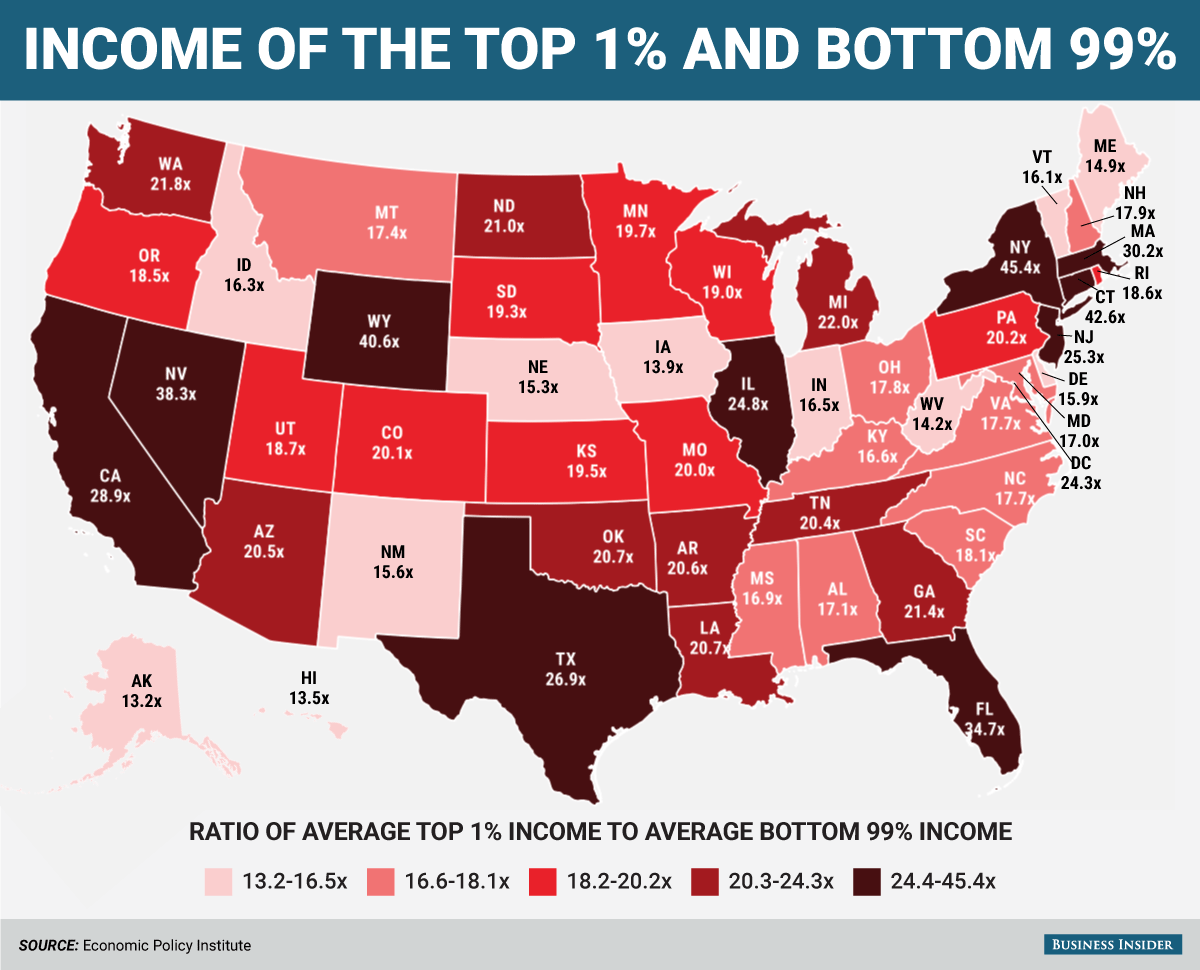 INCOME OF THE TOP 1% AND BOTTOM 99%
WA
21.8x
OR
18.5x
ID
16.3x
MT
17.4x
ND
21.0x
MN
19.7x
SD
19.3x
WI
19.0x
MI
22.0x
WY
40.6x
NE
15.3x
IA
13.9x
NV
38.3x
CA
28.9x
UT
18.7x
CO
20.1x
KS
19.5x
MO
20.0x
IL
24.8x
IN
16.5x
OH
17.8x
KY
16.6x
WV
14.2x
VA
17.7x
PA
20.2x
NY
45.4x
VT
16.1x
ME
14.9x
NH
17.9x
MA
30.2x
RI
18.6x
CT
42.6x
NJ
25.3x
DE
15.9x
MD
17.0x
DC
24.3x
AZ
20.5x
NM
15.6x
OK
20.7x
AR
20.6x
TN
20.4x
NC
17.7x
SC
18.1x
MS
16.9x
AL
17.1x
GA
21.4x
LA
20.7x
TX
26.9x
FL
34.7x
AK
13.2x
HI
13.5x
RATIO OF AVERAGE TOP 1% INCOME TO AVERAGE BOTTOM 99% INCOME
13.2-16.5x 16.6-18.1x 18.2-20.2x 20.3-24.3x 24.4-45.4x
SOURCE: Economic Policy Institute
BUSINESS INSIDER